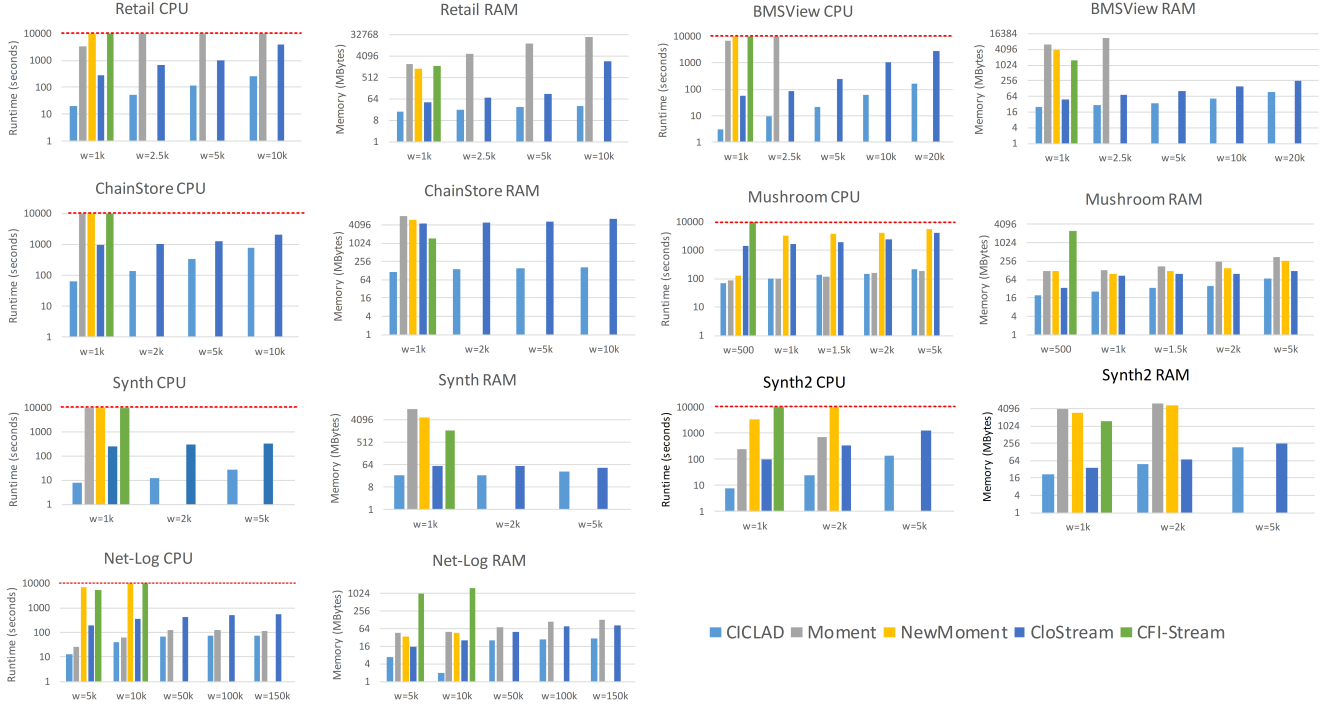 Retail CPU
Runtime (seconds)
10000
1000
100
10
1
w=1k w=2.5k w=5k w=10k
Retail RAM
Memory (MBytes)
32768
4096
512
64
8
1
w=1k w=2.5k w=5k w=10k
BMSView CPU
Runtime (seconds)
10000
1000
100
10
1
w=1k w=2.5k w=5k w=10k w=20k
BMSView RAM
Memory (MBytes)
16384
4096
1024
256
64
16
4
1
w=1k w=2.5k w=5k w=10k w=20k
ChainStore CPU
Runtime (seconds)
10000
1000
100
10
1
w=1k w=2k w=5k w=10k
ChainStore RAM
Memory (MBytes)
4096
1024
256
64
16
4
1
w=1k w=2k w=5k w=10k
Mushroom CPU
Runtime (seconds)
10000
1000
100
10
1
w=500 w=1k w=1.5k w=2k w=5k
Mushroom RAM
Memory (MBytes)
4096
1024
256
64
16
4
1
w=500 w=1k w=1.5k w=2k w=5k
Synth CPU
Runtime (seconds)
10000
1000
100
10
1
w=1k w=2k w=5k
Synth RAM
Memory (MBytes)
4096
512
64
8
1
w=1k w=2k w=5k
Synth2 CPU
Runtime (seconds)
10000
1000
100
10
1
w=1k w=2k w=5k
Synth2 RAM
Memory (MBytes)
4096
1024
256
64
16
4
1
w=1k w=2k w=5k
Net-Log CPU
Runtime (seconds)
10000
1000
100
10
1
w=5k w=10k w=50k w=100k w=150k
Net-Log RAM
Memory (MBytes)
1024
256
64
16
4
1
w=5k w=10k w=50k w=100k w=150k
CICLAD Moment NewMoment CloStream CFI-Stream